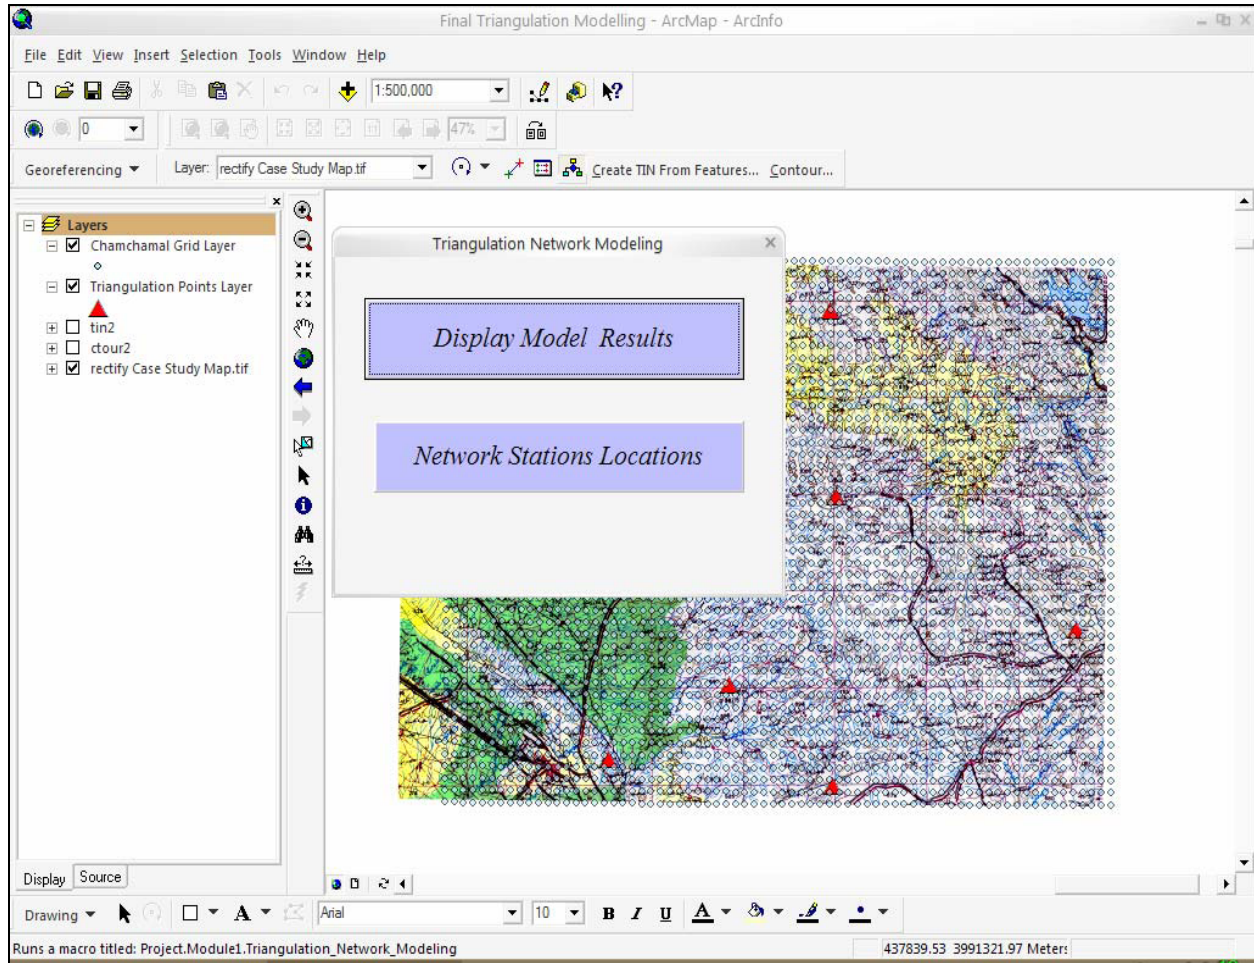 Final Triangulation Modelling - ArcMap - ArcInfo
File Edit View Insert Selection Tools Window Help
1:500,000
0
47%
Georeferencing
Layer: rectify Case Study Map.tif
Create TIN From Features... Contour...
Layers
Chamchamal Grid Layer
Triangulation Points Layer
tin2
ctour2
rectify Case Study Map.tif
Triangulation Network Modeling
Display Model Results
Network Stations Locations
Display Source
Drawing
A
Arial
10
B I U A
Runs a macro titled: Project.Module1.Triangulation_Network_Modeling
437839.53 3991321.97 Meters